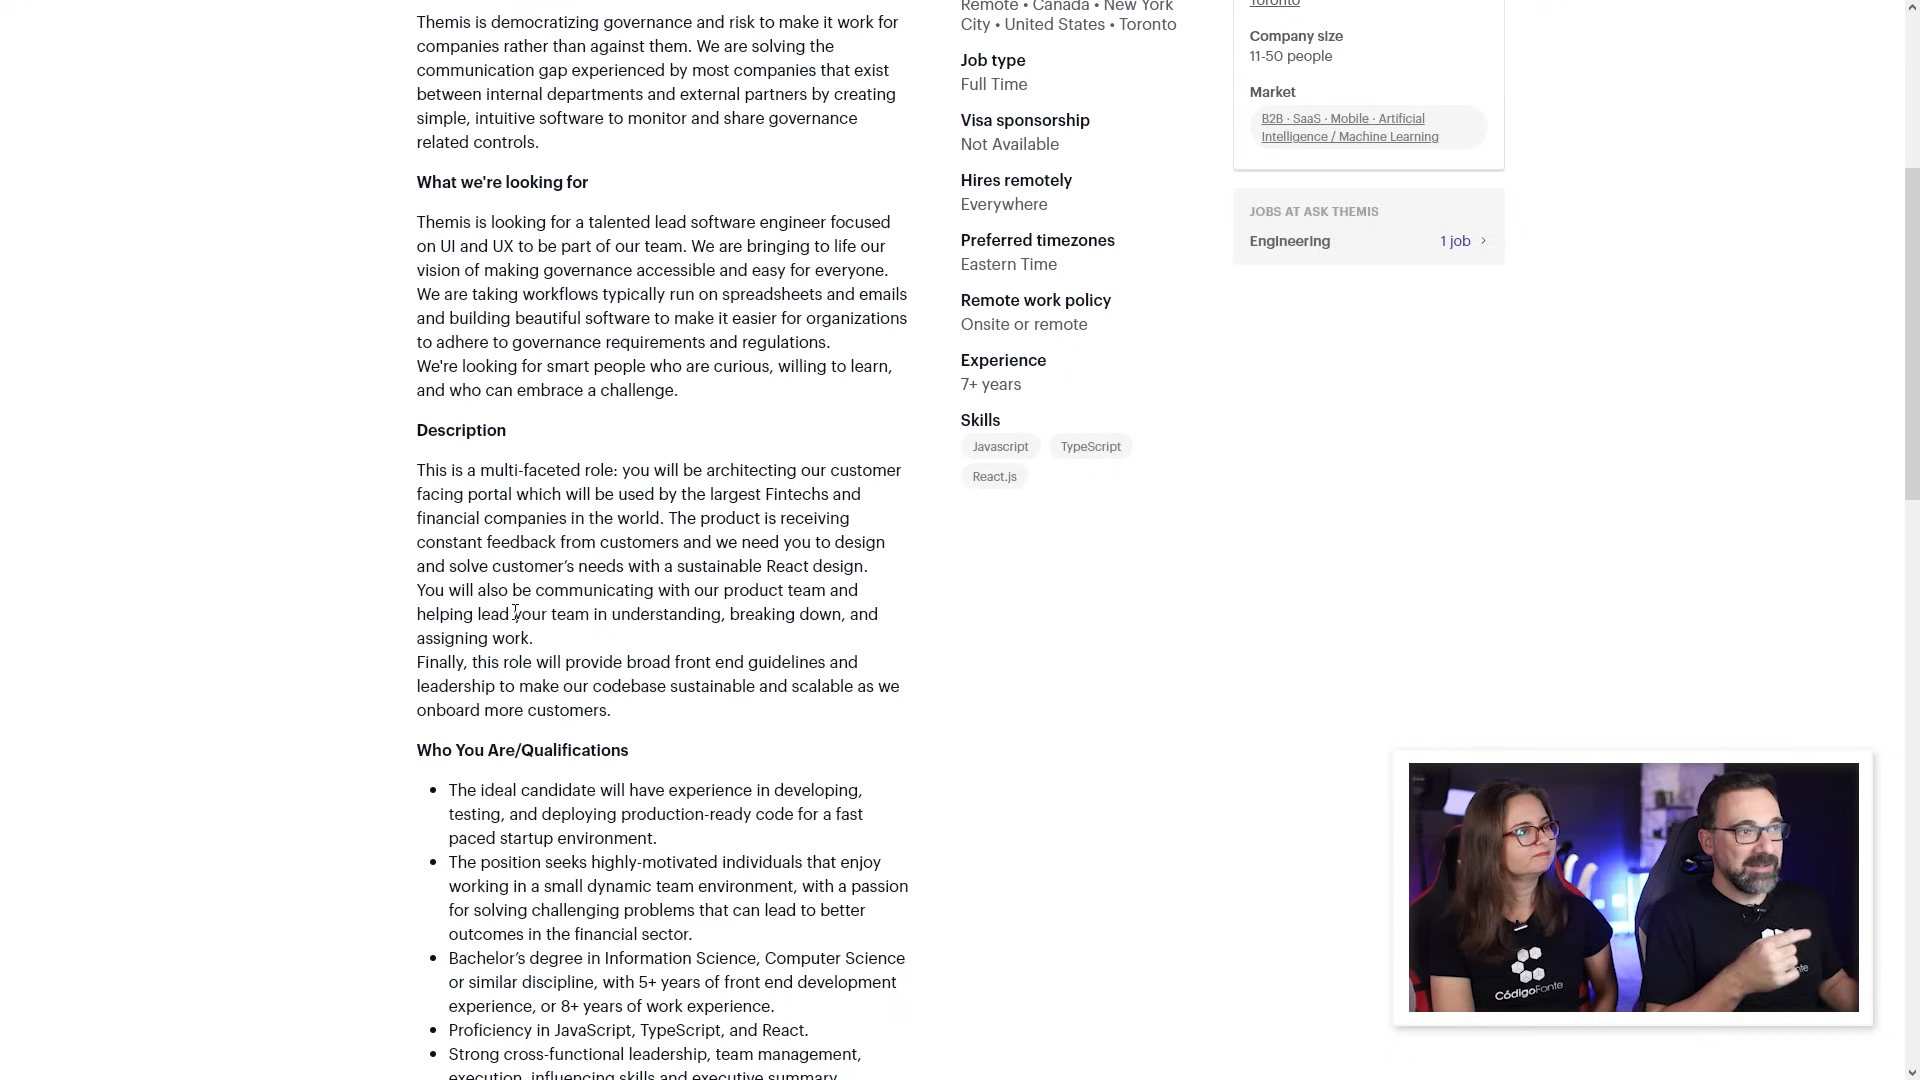 Themis is democratizing governance and risk to make it work for
companies rather than against them. We are solving the
communication gap experienced by most companies that exist
between internal departments and external partners by creating
simple, intuitive software to monitor and share governance
related controls.
What we're looking for
Themis is looking for a talented lead software engineer focused
on UI and UX to be part of our team. We are bringing to life our
vision of making governance accessible and easy for everyone.
We are taking workflows typically run on spreadsheets and emails
and building beautiful software to make it easier for organizations
to adhere to governance requirements and regulations.
We're looking for smart people who are curious, willing to learn,
and who can embrace a challenge.
Description
This is a multi-faceted role: you will be architecting our customer
facing portal which will be used by the largest Fintechs and
financial companies in the world. The product is receiving
constant feedback from customers and we need you to design
and solve customer’s needs with a sustainable React design.
You will also be communicating with our product team and
helping lead your team in understanding, breaking down, and
assigning work.
Finally, this role will provide broad front end guidelines and
leadership to make our codebase sustainable and scalable as we
onboard more customers.
Who You Are/Qualifications
• The ideal candidate will have experience in developing,
testing, and deploying production-ready code for a fast
paced startup environment.
• The position seeks highly-motivated individuals that enjoy
working in a small dynamic team environment, with a passion
for solving challenging problems that can lead to better
outcomes in the financial sector.
• Bachelor’s degree in Information Science, Computer Science
or similar discipline, with 5+ years of front end development
experience, or 8+ years of work experience.
• Proficiency in JavaScript, TypeScript, and React.
• Strong cross-functional leadership, team management,
execution, influencing skills and executive summary
Remote • Canada • New York
City • United States • Toronto
Job type
Full Time
Visa sponsorship
Not Available
Hires remotely
Everywhere
Preferred timezones
Eastern Time
Remote work policy
Onsite or remote
Experience
7+ years
Skills
Javascript TypeScript
React.js
Toronto
Company size
11-50 people
Market
B2B · SaaS · Mobile · Artificial
Intelligence / Machine Learning
JOBS AT ASK THEMIS
Engineering 1 job >
CódigoFonte